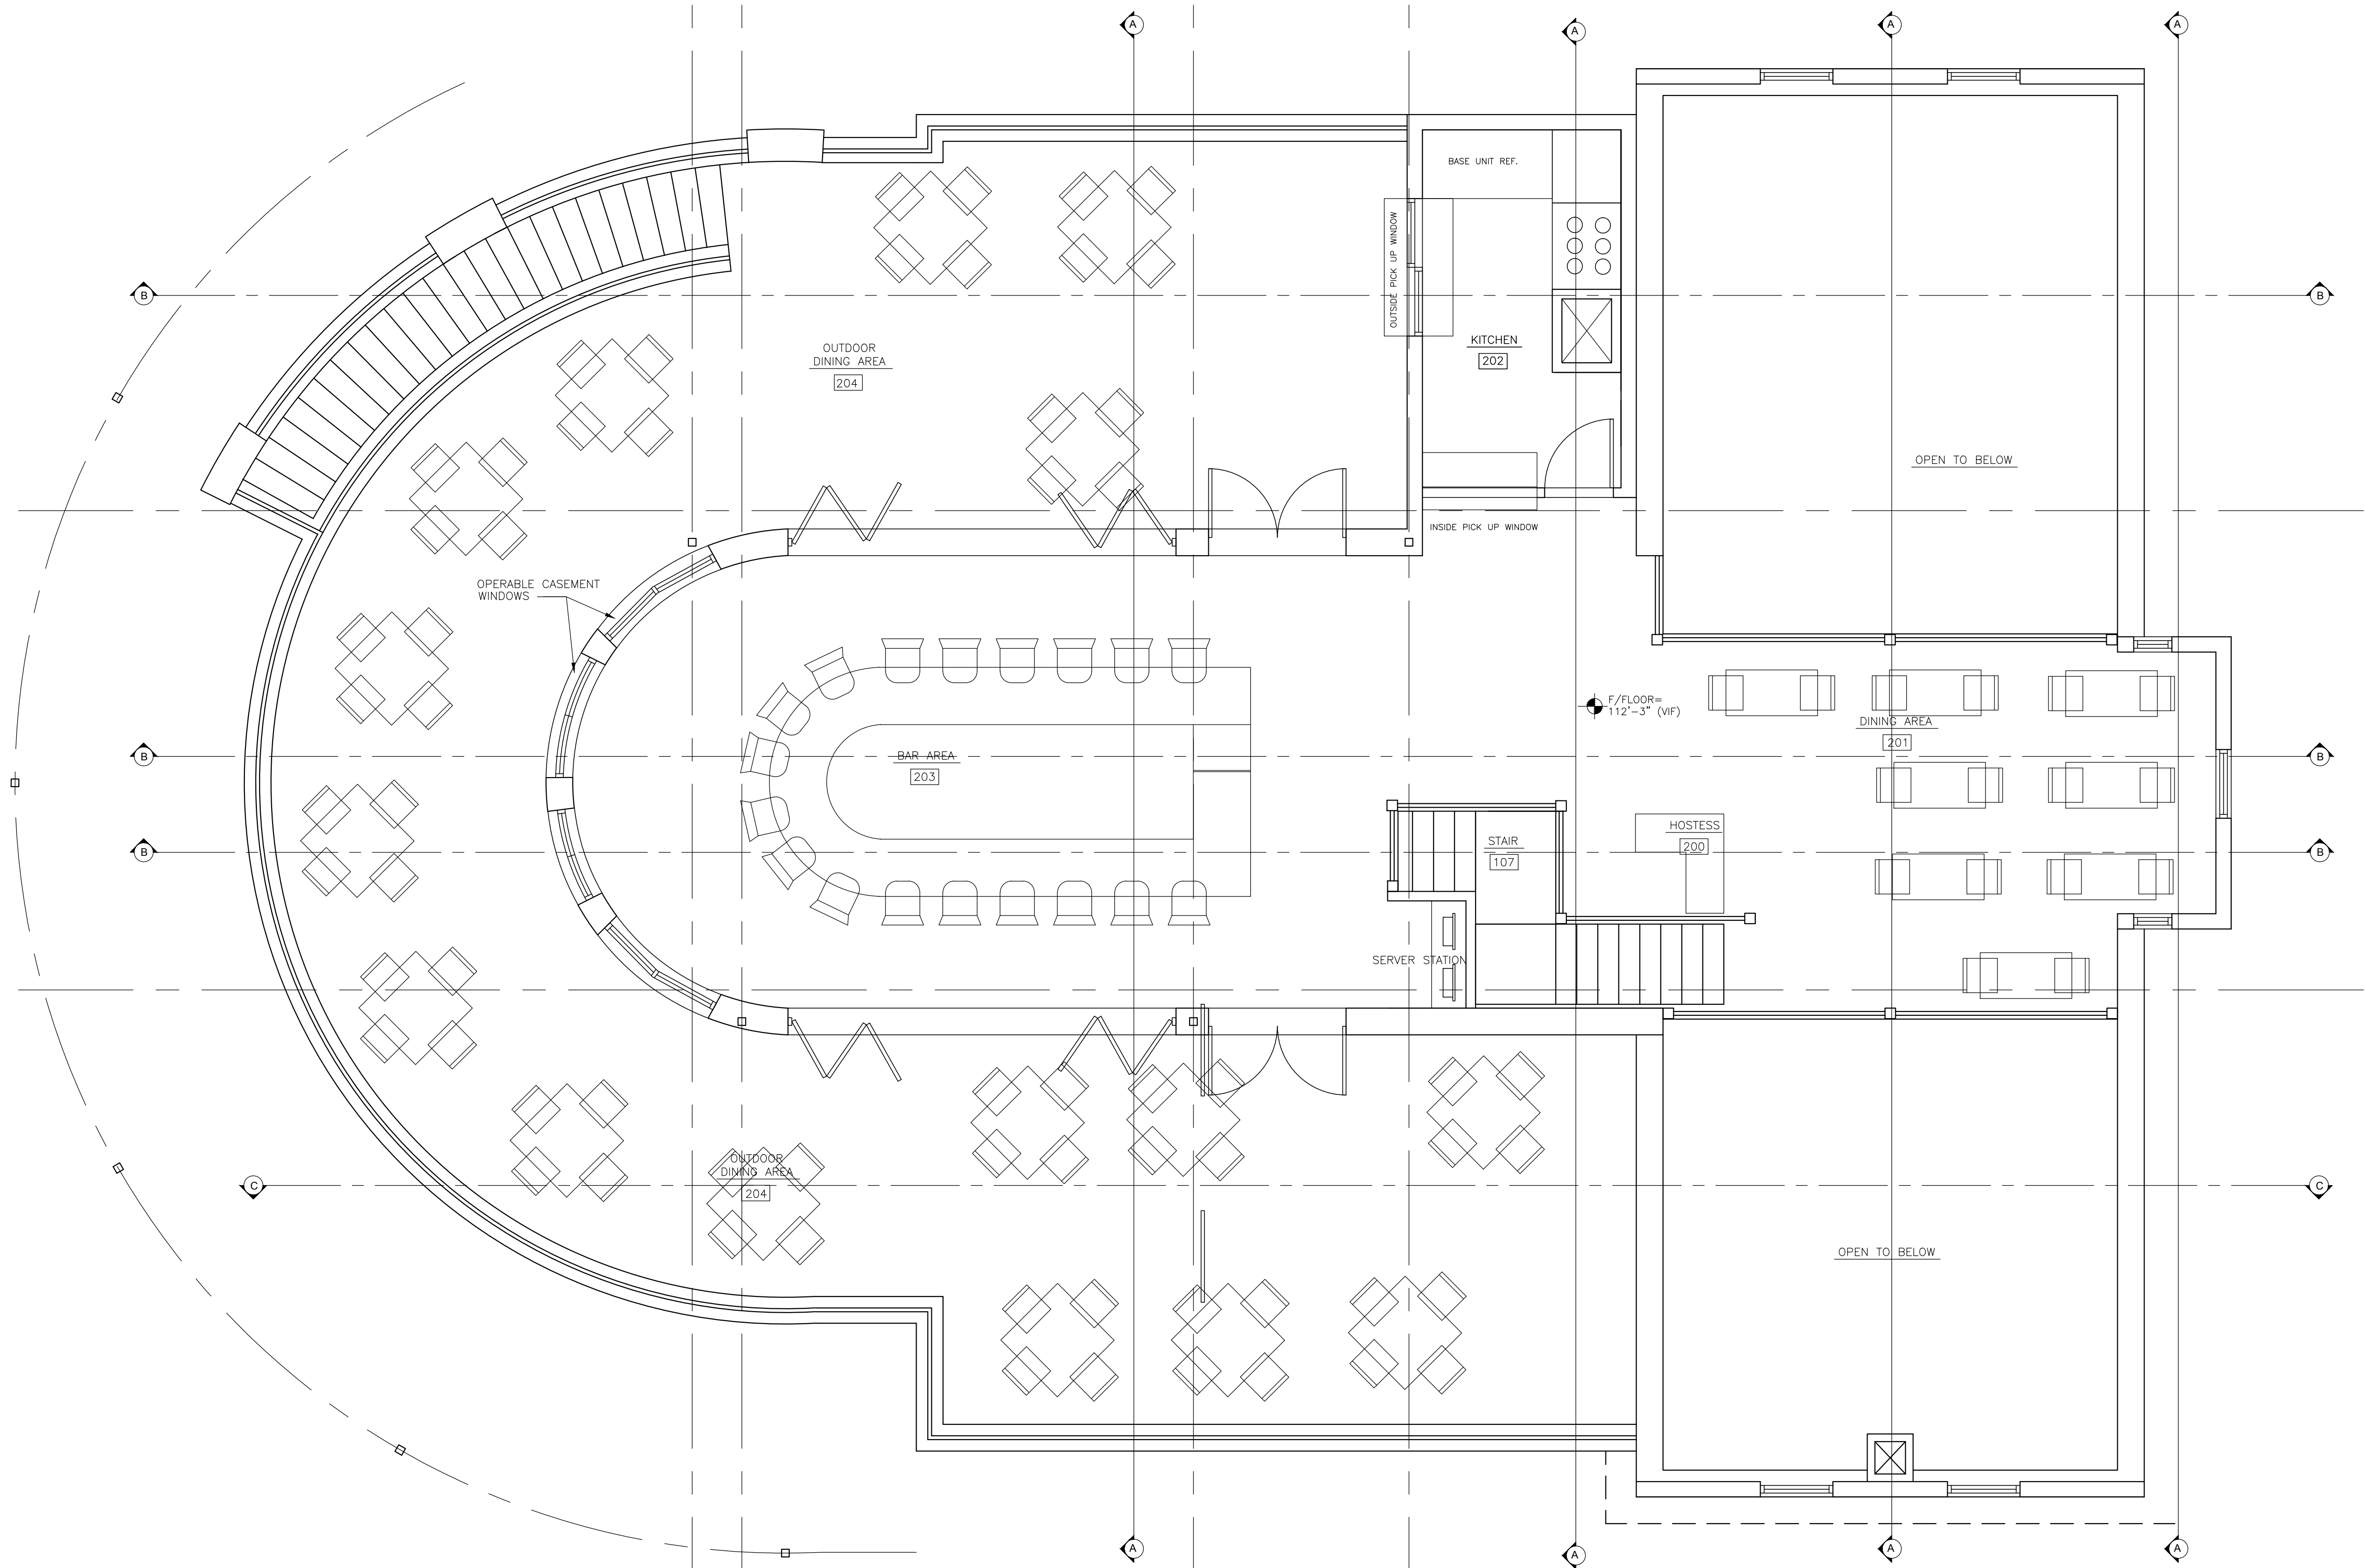 A
A
A
A
BASE UNIT REF.
OUTSIDE PICK UP WINDOW
B
B
KITCHEN
202
OUTDOOR
DINING AREA
204
OPEN TO BELOW
INSIDE PICK UP WINDOW
OPERABLE CASEMENT
WINDOWS
F/FLOOR=
112'-3" (VIF)
DINING AREA
201
BAR AREA
203
B
B
HOSTESS
200
STAIR
107
B
B
SERVER STATION
OUTDOOR
DINING AREA
204
C
C
OPEN TO BELOW
A
A
A
A